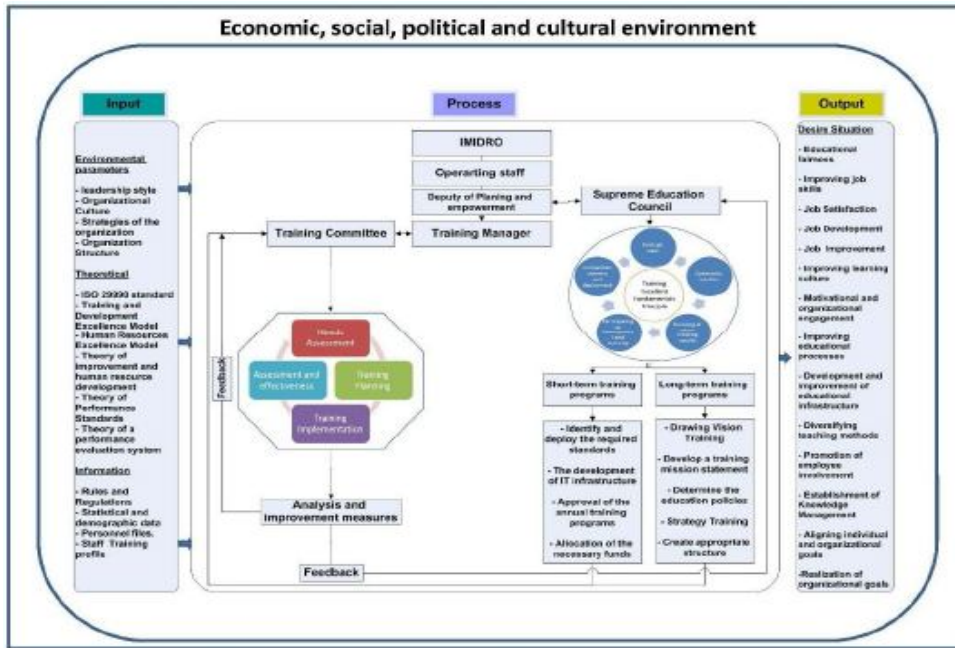 Economic, social, political and cultural environment
Input
Process
Output
Environmental
parameters
- leadership style
- Organizational
Culture
- Strategies of the
organization
- Organization
Structure
Theoretical
- ISO 29990 standard
- Training and
Development
Excellence Model
- Human Resources
Excellence Model
- Theory of
improvement and
human resource
development
- Theory of
Performance
Standards
- Theory of a
performance
evaluation system
Information
- Rules and
Regulations
- Statistical and
demographic data
- Personnel files.
- Staff Training
profile
IMIDRO
Operarting staff
Deputy of Planing and
empowerment
Training Manager
Training Committee
Supreme Education
Council
Training
Excellent
Fundamentals
Needs
Assessment
Assessment and
effectiveness
Training
Planning
Training
Implementation
Feedback
Analysis and
improvement measures
Feedback
Short-term training
programs
Long-term training
programs
- Identify and
deploy the required
standards
- The development
of IT infrastructure
- Approval of the
annual training
programs
- Allocation of the
necessary funds
- Drawing Vision
Training
- Develop a training
mission statement
- Determine the
education policies
- Strategy Training
- Create appropriate
structure
Desire Situation
- Educational
fairness
- Improving job
skills
- Job Satisfaction
- Job Development
- Job Improvement
- Improving learning
culture
- Motivational and
organizational
engagement
- Improving
educational
processes
- Development and
improvement of
educational
infrastructure
- Diversifying
teaching methods
- Promotion of
employee
involvement
- Establishment of
Knowledge
Management
- Aligning individual
and organizational
goals
-Realization of
organizational goals